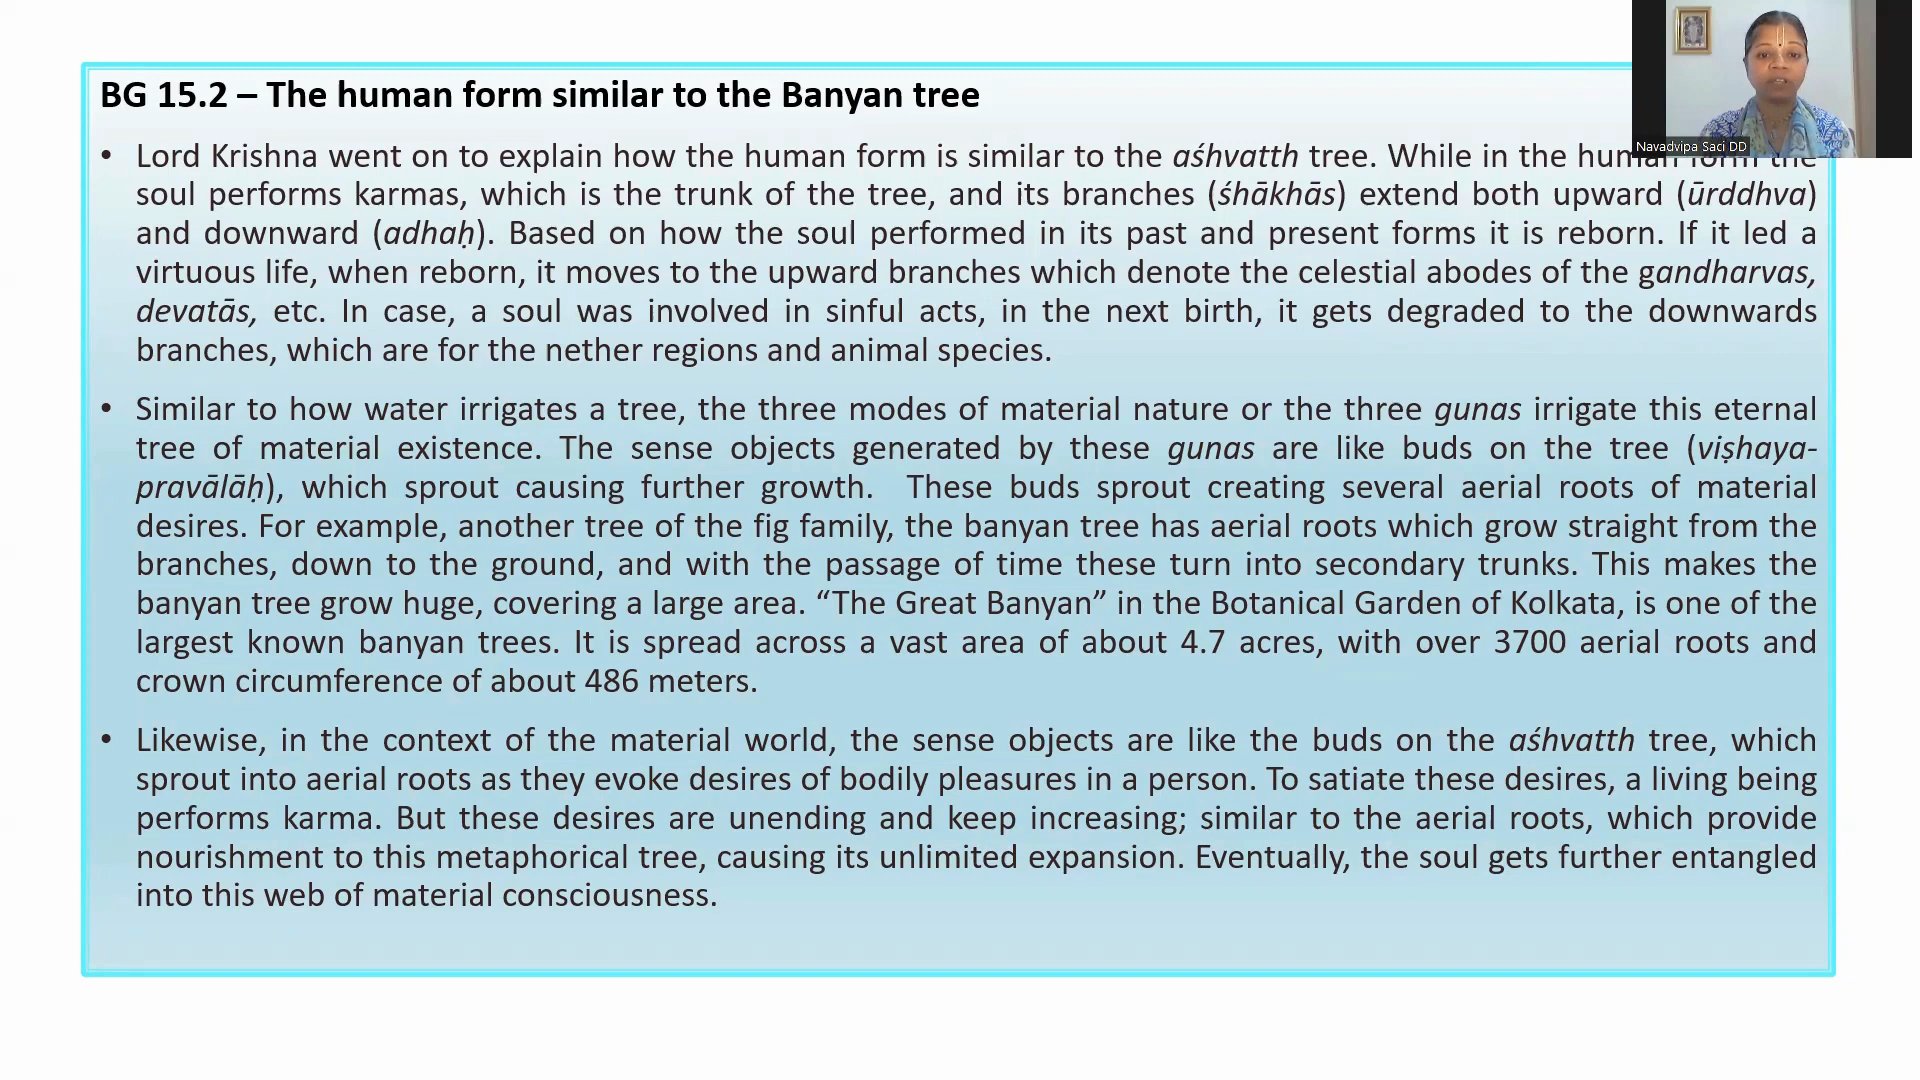 BG 15.2 – The human form similar to the Banyan tree
• Lord Krishna went on to explain how the human form is similar to the aśhvatth tree. While in the human form the
soul performs karmas, which is the trunk of the tree, and its branches (śhākhās) extend both upward (ūrddhva)
and downward (adhaḥ). Based on how the soul performed in its past and present forms it is reborn. If it led a
virtuous life, when reborn, it moves to the upward branches which denote the celestial abodes of the gandharvas,
devatās, etc. In case, a soul was involved in sinful acts, in the next birth, it gets degraded to the downwards
branches, which are for the nether regions and animal species.
• Similar to how water irrigates a tree, the three modes of material nature or the three gunas irrigate this eternal
tree of material existence. The sense objects generated by these gunas are like buds on the tree (viṣhaya-
pravālāḥ), which sprout causing further growth. These buds sprout creating several aerial roots of material
desires. For example, another tree of the fig family, the banyan tree has aerial roots which grow straight from the
branches, down to the ground, and with the passage of time these turn into secondary trunks. This makes the
banyan tree grow huge, covering a large area. “The Great Banyan” in the Botanical Garden of Kolkata, is one of the
largest known banyan trees. It is spread across a vast area of about 4.7 acres, with over 3700 aerial roots and
crown circumference of about 486 meters.
• Likewise, in the context of the material world, the sense objects are like the buds on the aśhvatth tree, which
sprout into aerial roots as they evoke desires of bodily pleasures in a person. To satiate these desires, a living being
performs karma. But these desires are unending and keep increasing; similar to the aerial roots, which provide
nourishment to this metaphorical tree, causing its unlimited expansion. Eventually, the soul gets further entangled
into this web of material consciousness.
Navadvipa Saci DD